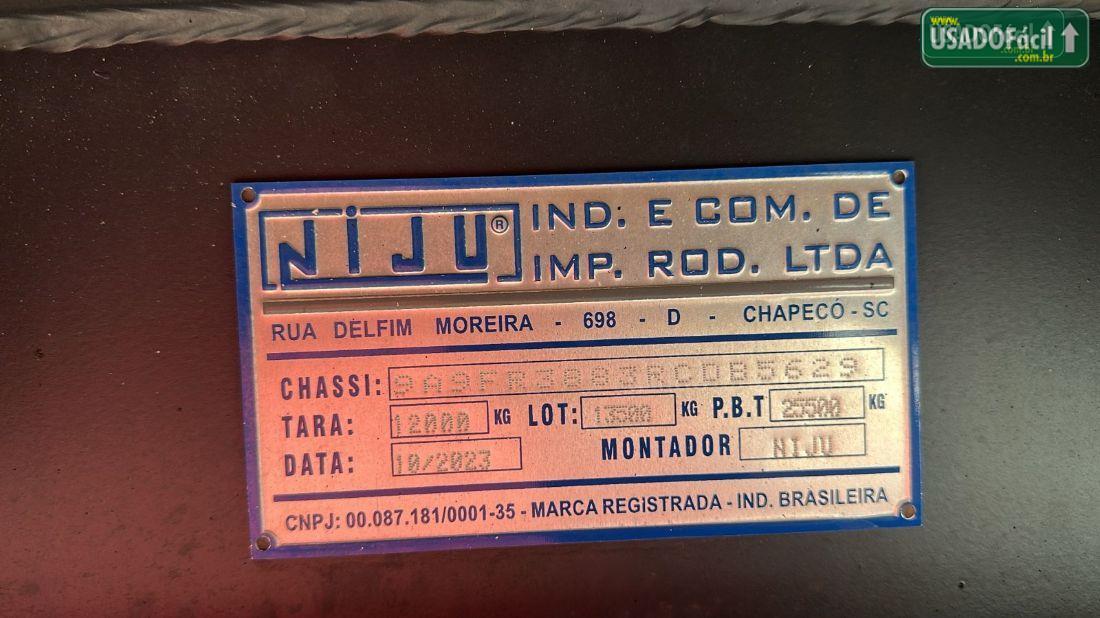 www.
USADOFácil
.com.br
NiJU® IND. E COM. DE
IMP. ROD. LTDA
RUA DELFIM MOREIRA - 698 - D - CHAPECÓ - SC
CHASSI: 9A9FR3883RCDB5629
TARA: 12000 KG LOT: 13500 KG P.B.T 25500 KG
DATA: 10/2023 MONTADOR NIJU
CNPJ: 00.087.181/0001-35 - MARCA REGISTRADA - IND. BRASILEIRA